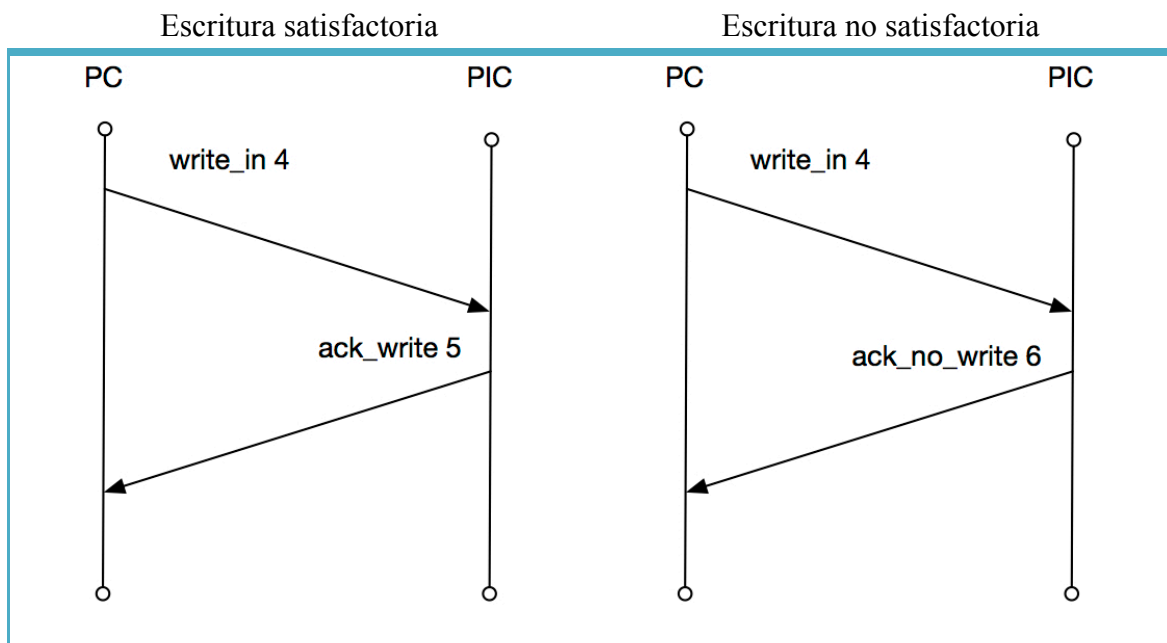 Escritura satisfactoria
Escritura no satisfactoria
PC
PIC
PC
PIC
write_in 4
write_in 4
ack_write 5
ack_no_write 6